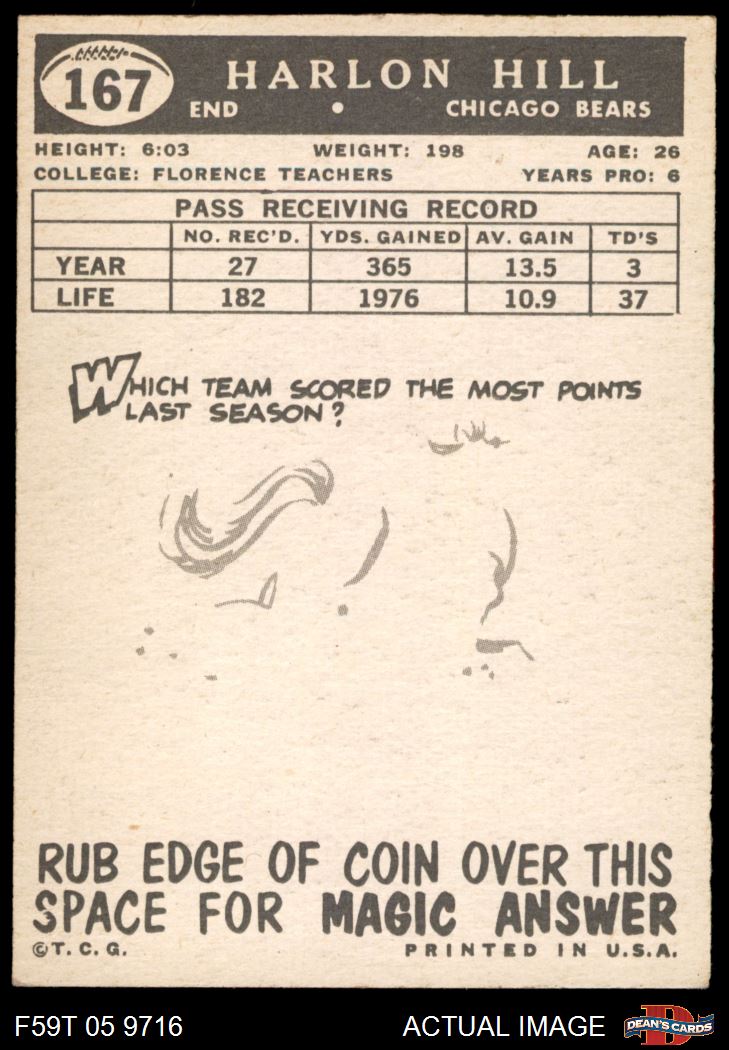 167
HARLON HILL
END • CHICAGO BEARS
HEIGHT: 6:03 WEIGHT: 198 AGE: 26
COLLEGE: FLORENCE TEACHERS YEARS PRO: 6
PASS RECEIVING RECORD
NO. REC'D. YDS. GAINED AV. GAIN TD'S
YEAR 27 365 13.5 3
LIFE 182 1976 10.9 37
WHICH TEAM SCORED THE MOST POINTS
LAST SEASON?
RUB EDGE OF COIN OVER THIS
SPACE FOR MAGIC ANSWER
©T. C. G. PRINTED IN U.S.A.
F59T 05 9716 ACTUAL IMAGE D DEAN'S CARDS